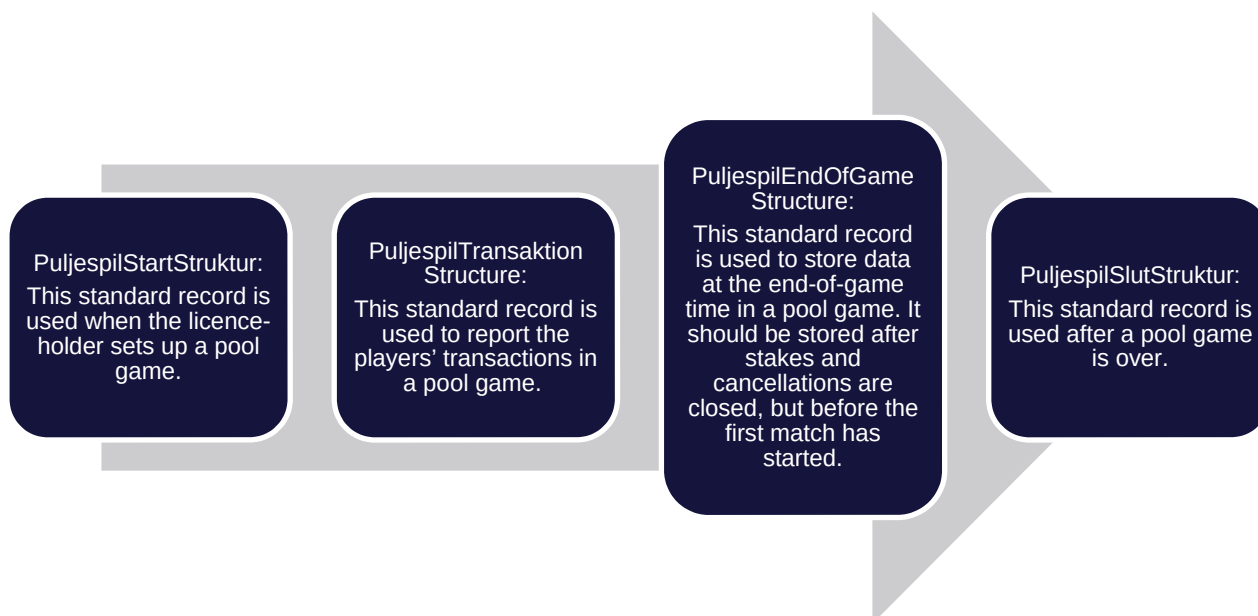 PuljespilStartStruktur:
This standard record is
used when the licence-
holder sets up a pool
game.
PuljespilTransaktion
Structure:
This standard record is
used to report the
players’ transactions in
a pool game.
PuljespilEndOfGame
Structure:
This standard record
is used to store data
at the end-of-game
time in a pool game. It
should be stored after
stakes and
cancellations are
closed, but before the
first match has
started.
PuljespilSlutStruktur:
This standard record is
used after a pool game
is over.